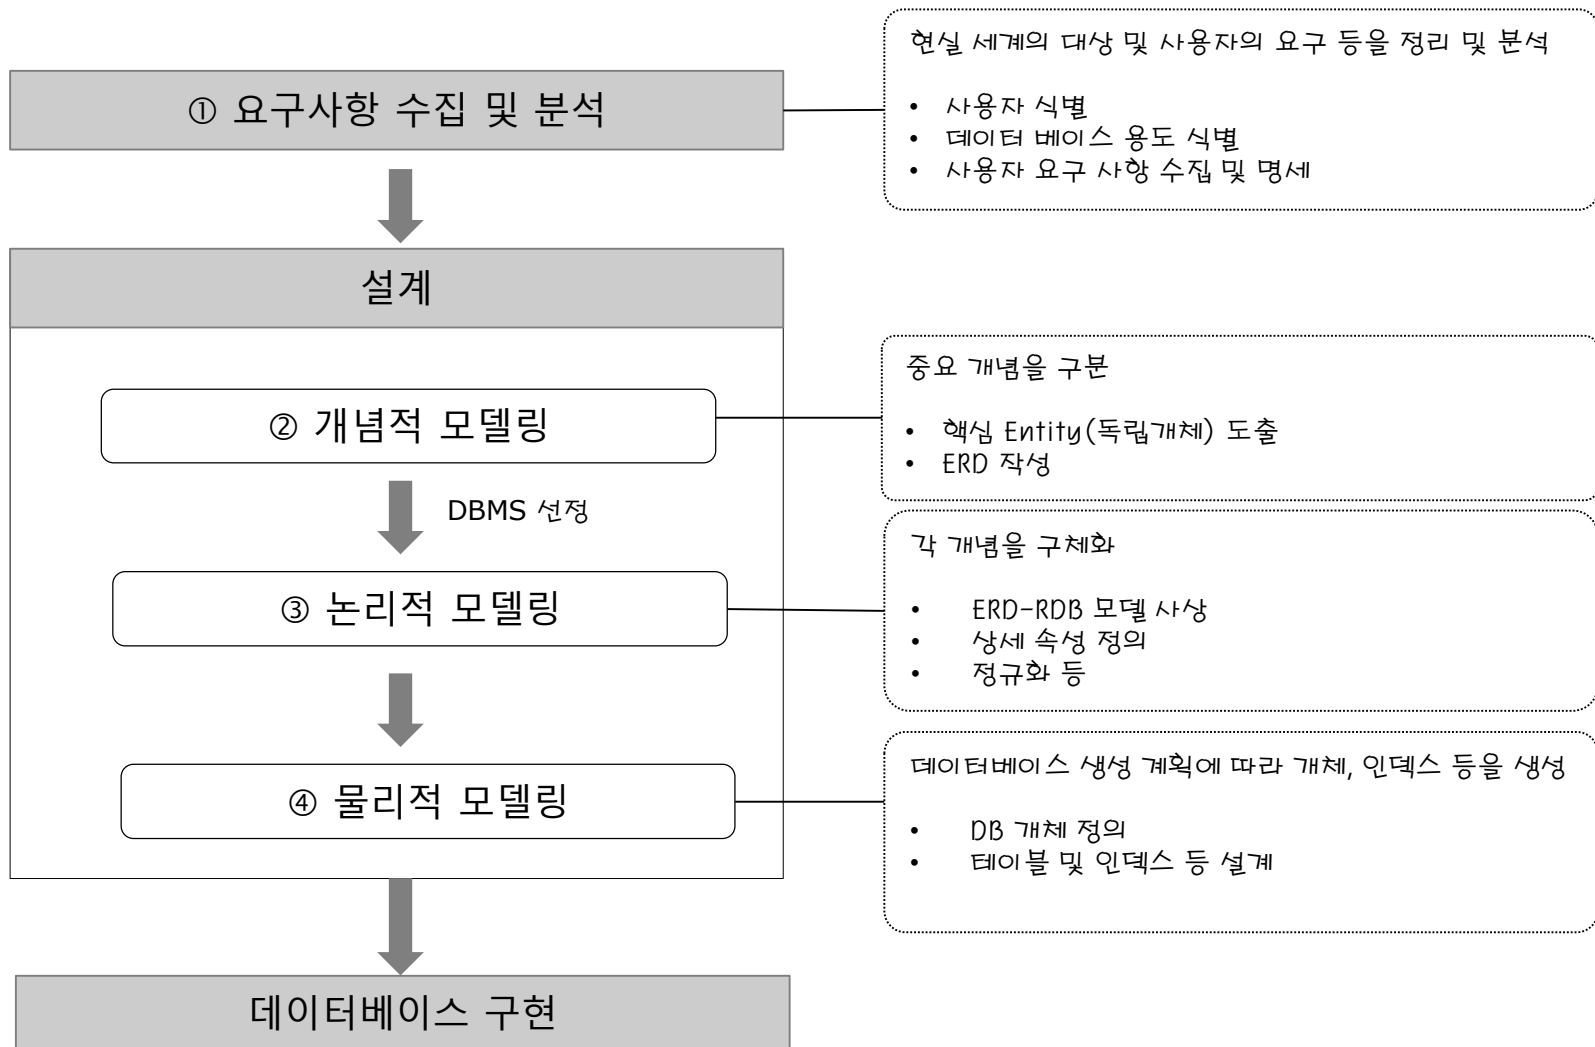 ① 요구사항 수집 및 분석
현실 세계의 대상 및 사용자의 요구 등을 정리 및 분석
• 사용자 식별
• 데이터 베이스 용도 식별
• 사용자 요구 사항 수집 및 명세
설계
② 개념적 모델링
중요 개념을 구분
• 핵심 Entity(독립개체) 도출
• ERD 작성
DBMS 선정
③ 논리적 모델링
각 개념을 구체화
• ERD-RDB 모델 사상
• 상세 속성 정의
• 정규화 등
④ 물리적 모델링
데이터베이스 생성 계획에 따라 개체, 인덱스 등을 생성
• DB 개체 정의
• 테이블 및 인덱스 등 설계
데이터베이스 구현